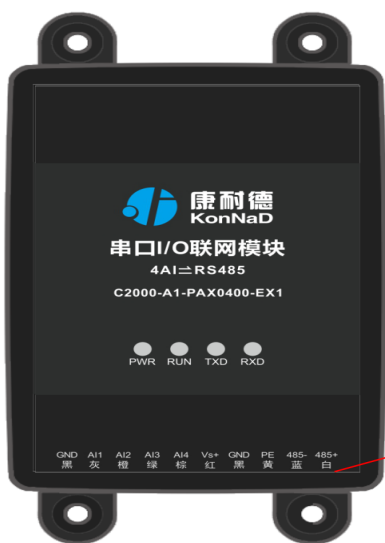 康耐德
KonNaD
串口I/O联网模块
4AI⇌RS485
C2000-A1-PAX0400-EX1
PWR RUN TXD RXD
GND AI1 AI2 AI3 AI4 Vs+ GND PE 485- 485+
黑 灰 橙 绿 棕 红 黑 黄 蓝 白